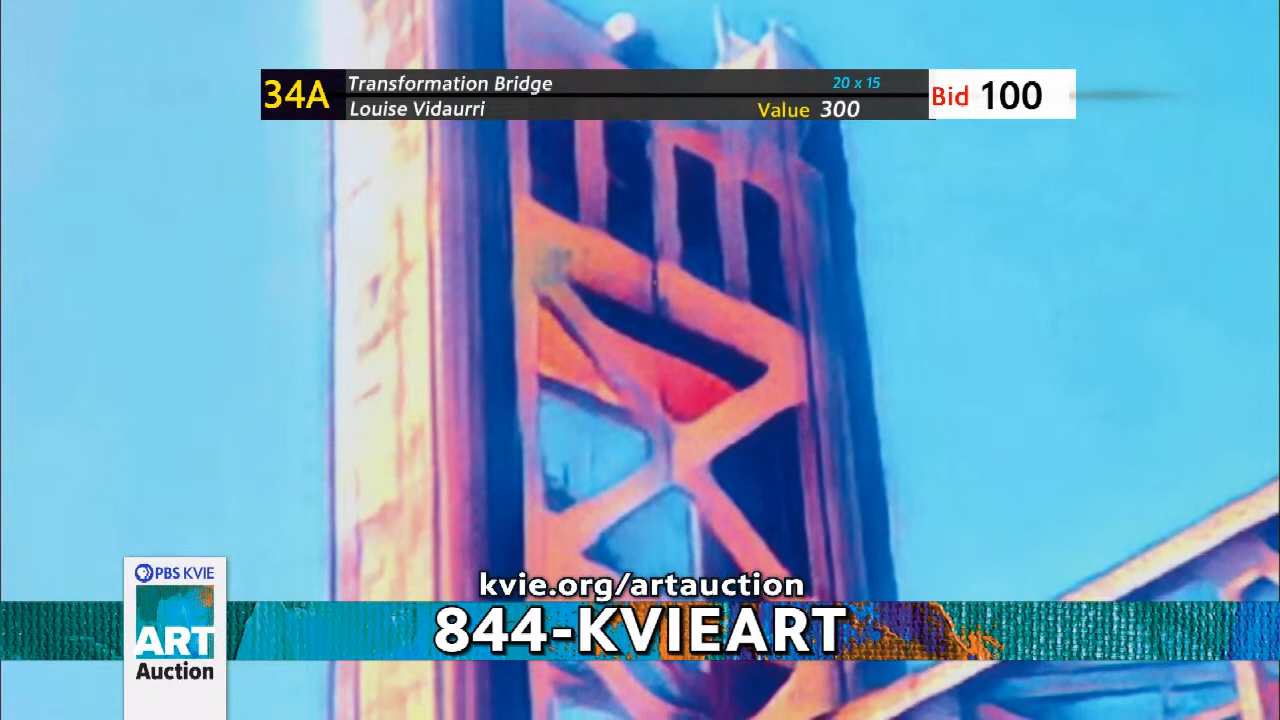 34A
Transformation Bridge
20 x 15
Louise Vidaurri
Value 300
Bid 100
PBS KVIE
ART
Auction
kvie.org/artauction
844-KVIEART